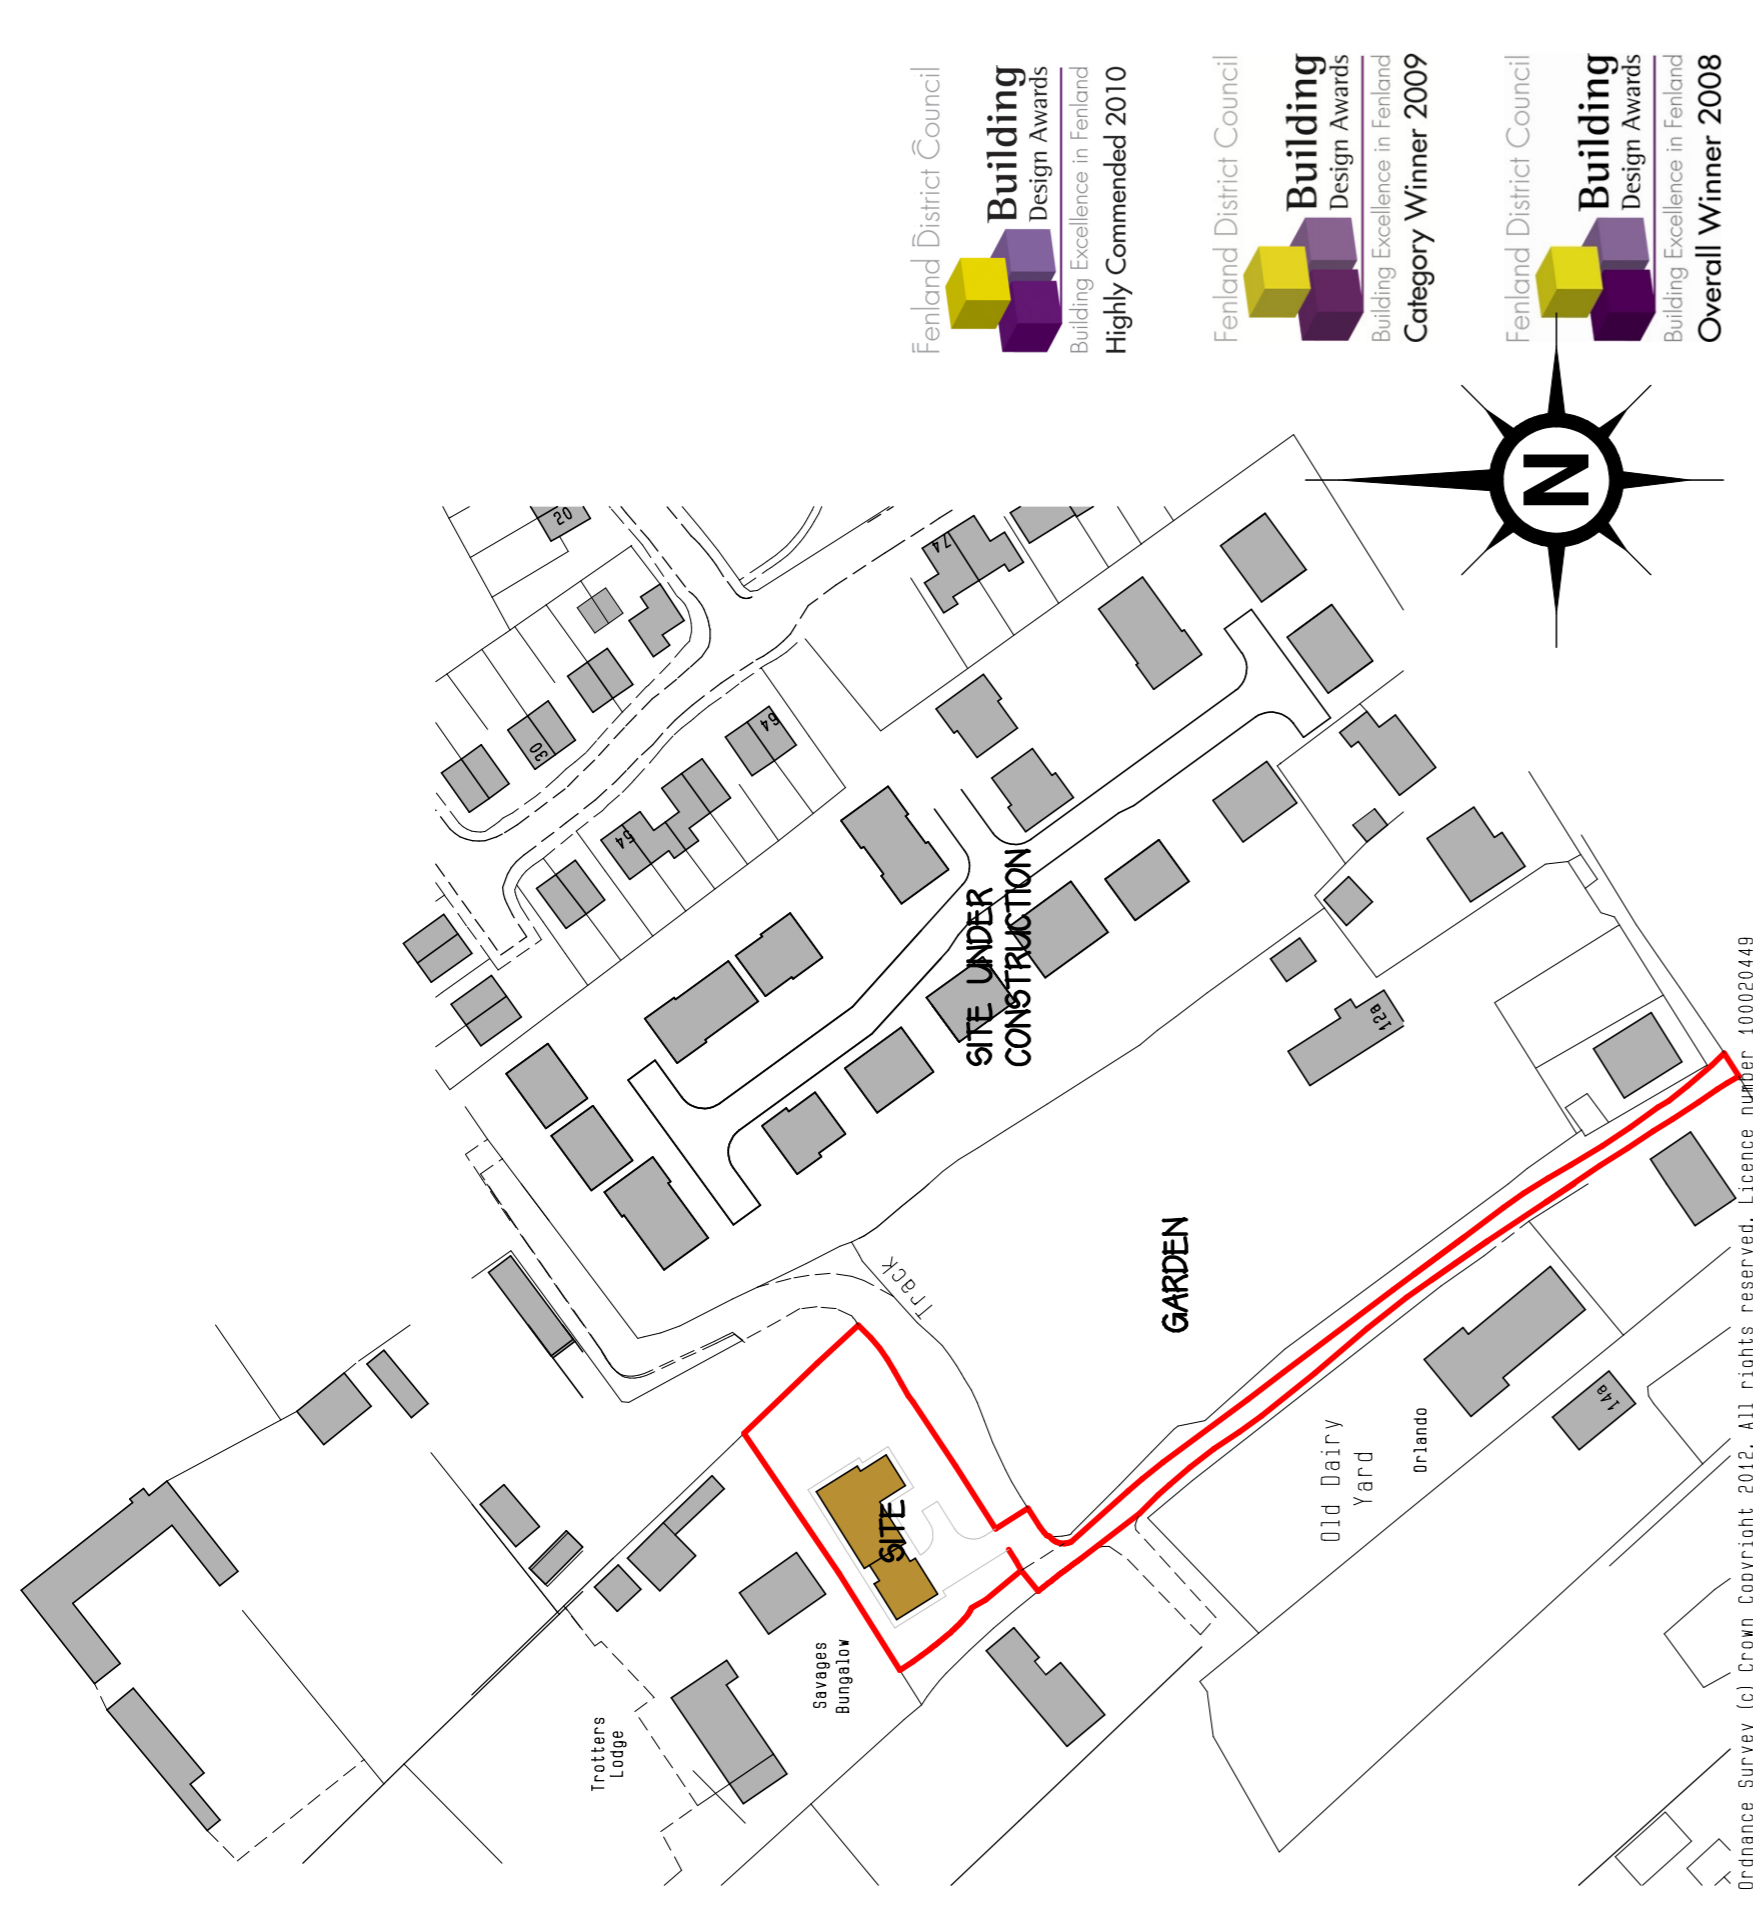 Fenland District Council
Building
Design Awards
Building Excellence in Fenland
Highly Commended 2010
Fenland District Council
Building
Design Awards
Building Excellence in Fenland
Category Winner 2009
Fenland District Council
Building
Design Awards
Building Excellence in Fenland
Overall Winner 2008
N
20
30
74
64
54
SITE UNDER
CONSTRUCTION
12a
Track
GARDEN
SITE
Savages
Bungalow
Trotters
Lodge
Old Dairy
Yard
Orlando
14a
Ordnance Survey (c) Crown Copyright 2012. All rights reserved. Licence number 100020449